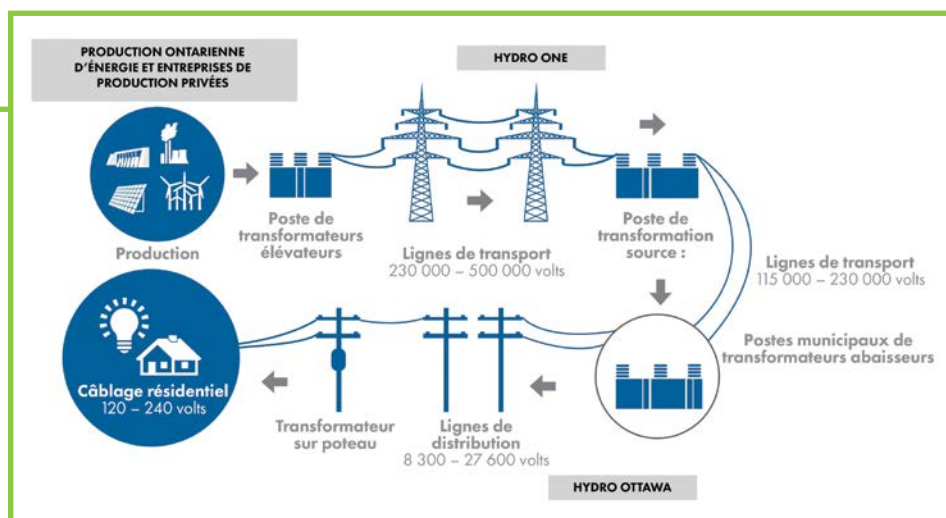 PRODUCTION ONTARIENNE
D'ÉNERGIE ET ENTREPRISES DE
PRODUCTION PRIVÉES
HYDRO ONE
Production
Poste de
transformateurs
élévateurs
Lignes de transport
230 000 – 500 000 volts
Poste de
transformation
source :
Lignes de transport
115 000 – 230 000 volts
Postes municipaux de
transformateurs abaisseurs
Câblage résidentiel
120 – 240 volts
Transformateur
sur poteau
Lignes de
distribution
8 300 – 27 600 volts
HYDRO OTTAWA